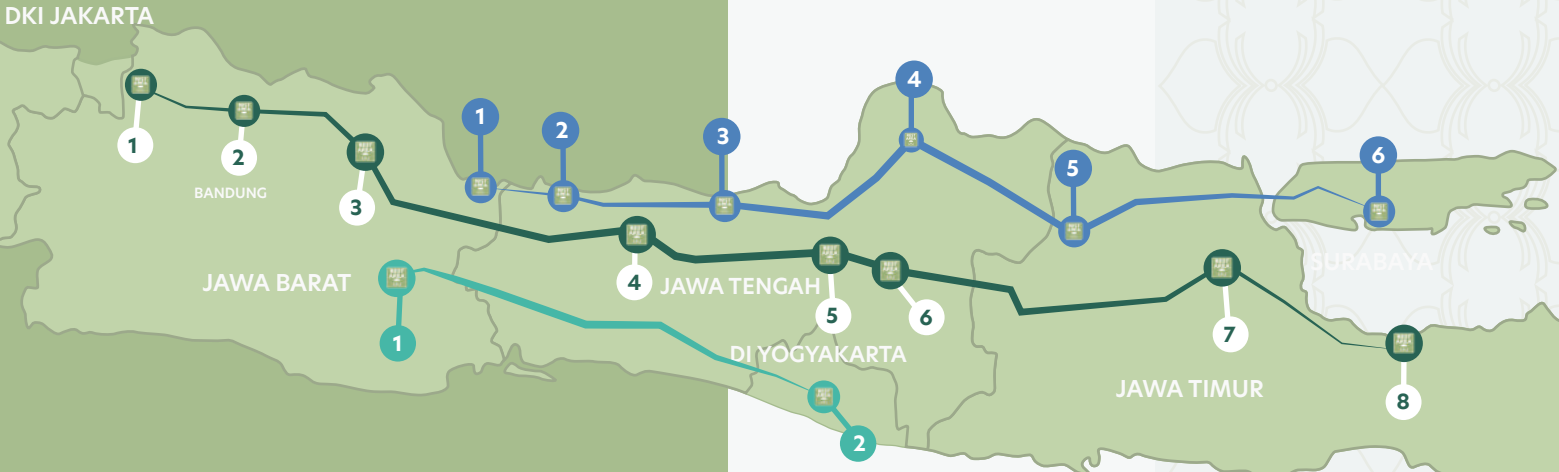 DKI JAKARTA
4
1
2
3
5
6
1
2
BANDUNG
3
JAWA BARAT
4
JAWA TENGAH
5
6
SURABAYA
7
1
DI YOGYAKARTA
JAWA TIMUR
8
2